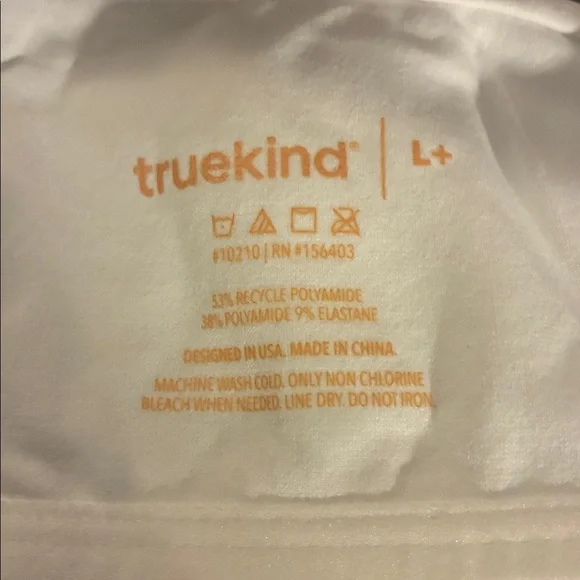 truekind® | L+
#10210 | RN #156403
53% RECYCLE POLYAMIDE
38% POLYAMIDE 9% ELASTANE
DESIGNED IN USA. MADE IN CHINA.
MACHINE WASH COLD. ONLY NON CHLORINE
BLEACH WHEN NEEDED. LINE DRY. DO NOT IRON.